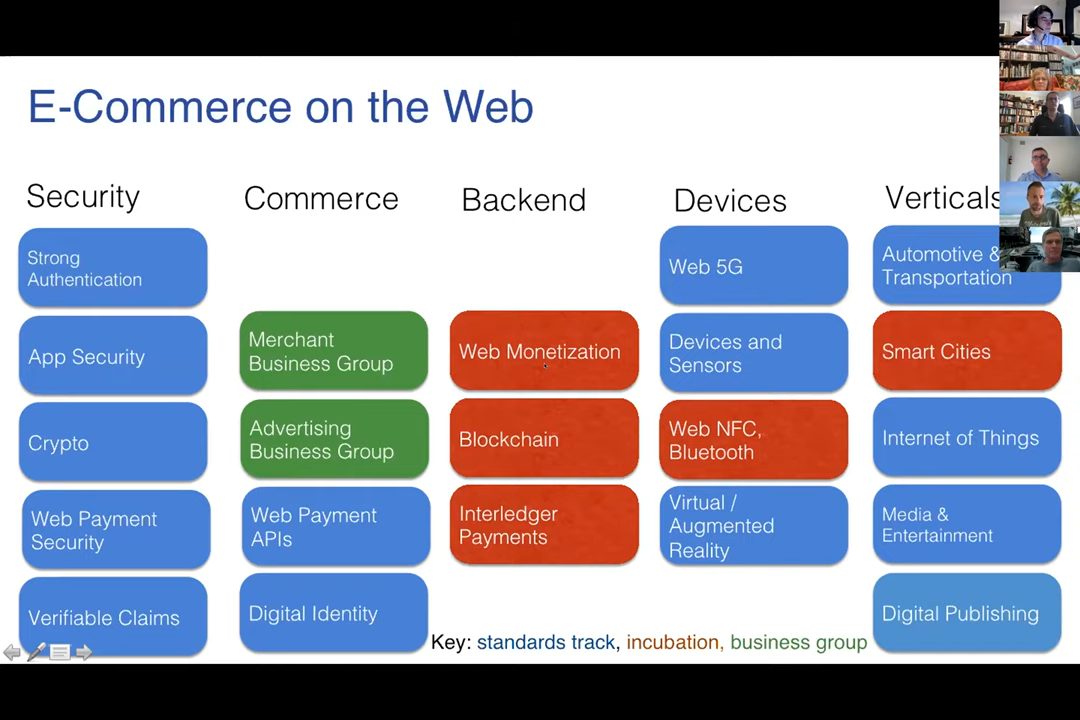 E-Commerce on the Web
Security
Strong
Authentication
App Security
Crypto
Web Payment
Security
Verifiable Claims
Commerce
Merchant
Business Group
Advertising
Business Group
Web Payment
APIs
Digital Identity
Backend
Web Monetization
Blockchain
Interledger
Payments
Devices
Web 5G
Devices and
Sensors
Web NFC,
Bluetooth
Virtual /
Augmented
Reality
Verticals
Automotive &
Transportation
Smart Cities
Internet of Things
Media &
Entertainment
Digital Publishing
Key: standards track, incubation, business group